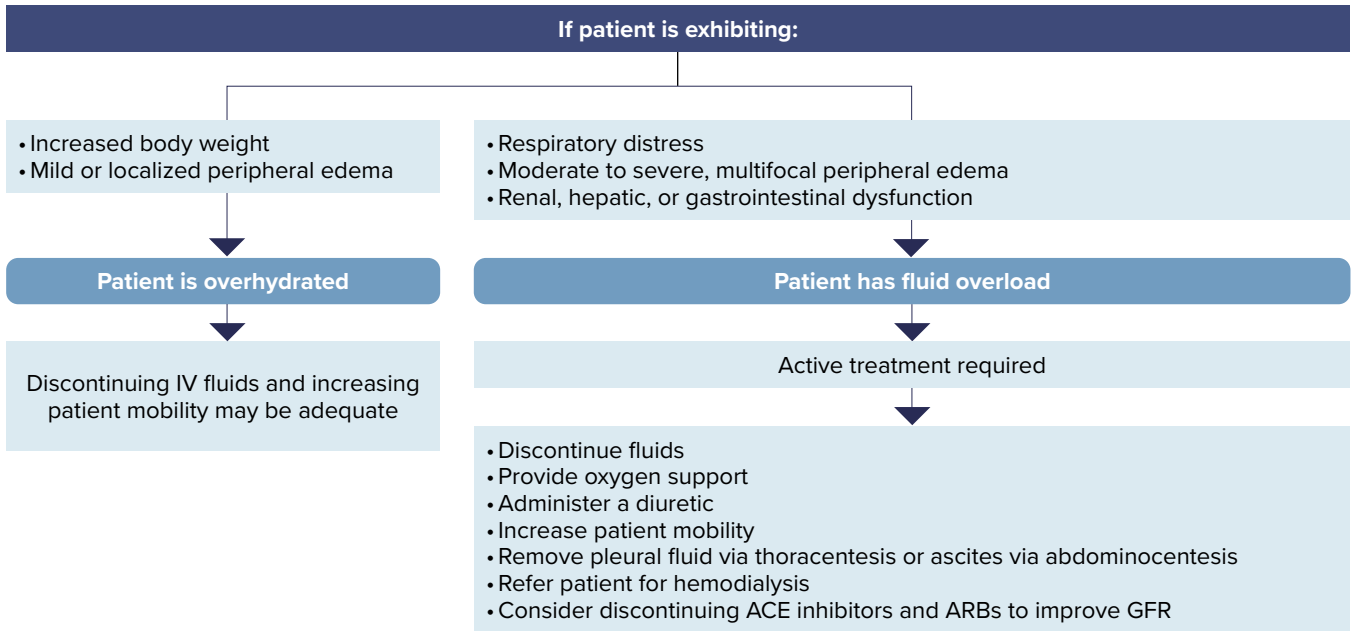 If patient is exhibiting:
• Increased body weight
• Mild or localized peripheral edema
Patient is overhydrated
Discontinuing IV fluids and increasing
patient mobility may be adequate
• Respiratory distress
• Moderate to severe, multifocal peripheral edema
• Renal, hepatic, or gastrointestinal dysfunction
Patient has fluid overload
Active treatment required
• Discontinue fluids
• Provide oxygen support
• Administer a diuretic
• Increase patient mobility
• Remove pleural fluid via thoracentesis or ascites via abdominocentesis
• Refer patient for hemodialysis
• Consider discontinuing ACE inhibitors and ARBs to improve GFR